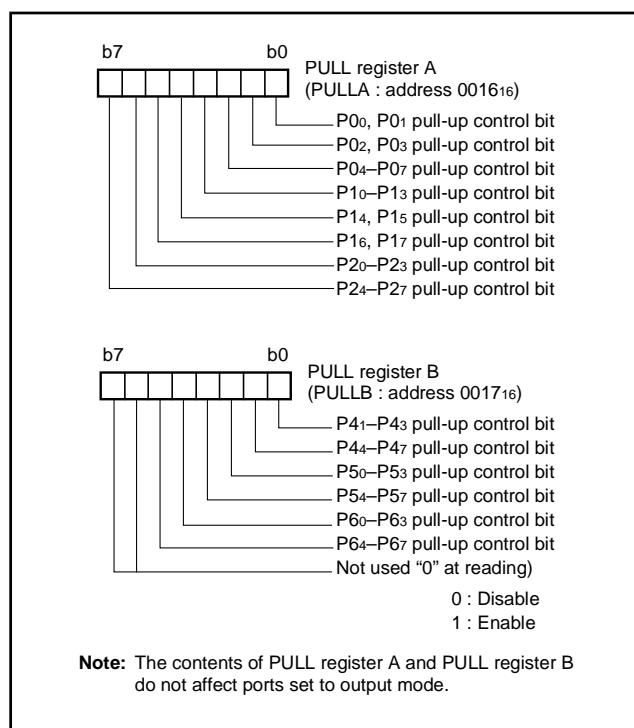 b7 b0
PULL register A
(PULLA : address 0016₁₆)
P0₀, P0₁ pull-up control bit
P0₂, P0₃ pull-up control bit
P0₄–P0₇ pull-up control bit
P1₀–P1₃ pull-up control bit
P1₄, P1₅ pull-up control bit
P1₆, P1₇ pull-up control bit
P2₀–P2₃ pull-up control bit
P2₄–P2₇ pull-up control bit
b7 b0
PULL register B
(PULLB : address 0017₁₆)
P4₁–P4₃ pull-up control bit
P4₄–P4₇ pull-up control bit
P5₀–P5₃ pull-up control bit
P5₄–P5₇ pull-up control bit
P6₀–P6₃ pull-up control bit
P6₄–P6₇ pull-up control bit
Not used “0” at reading)
0 : Disable
1 : Enable
Note: The contents of PULL register A and PULL register B
do not affect ports set to output mode.